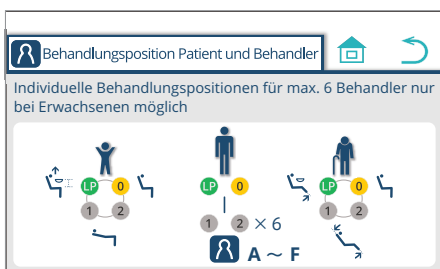 Behandlungsposition Patient und Behandler
Individuelle Behandlungspositionen für max. 6 Behandler nur
bei Erwachsenen möglich
LP 0 LP 0 LP 0
1 2 1 2 × 6 1 2
A ~ F